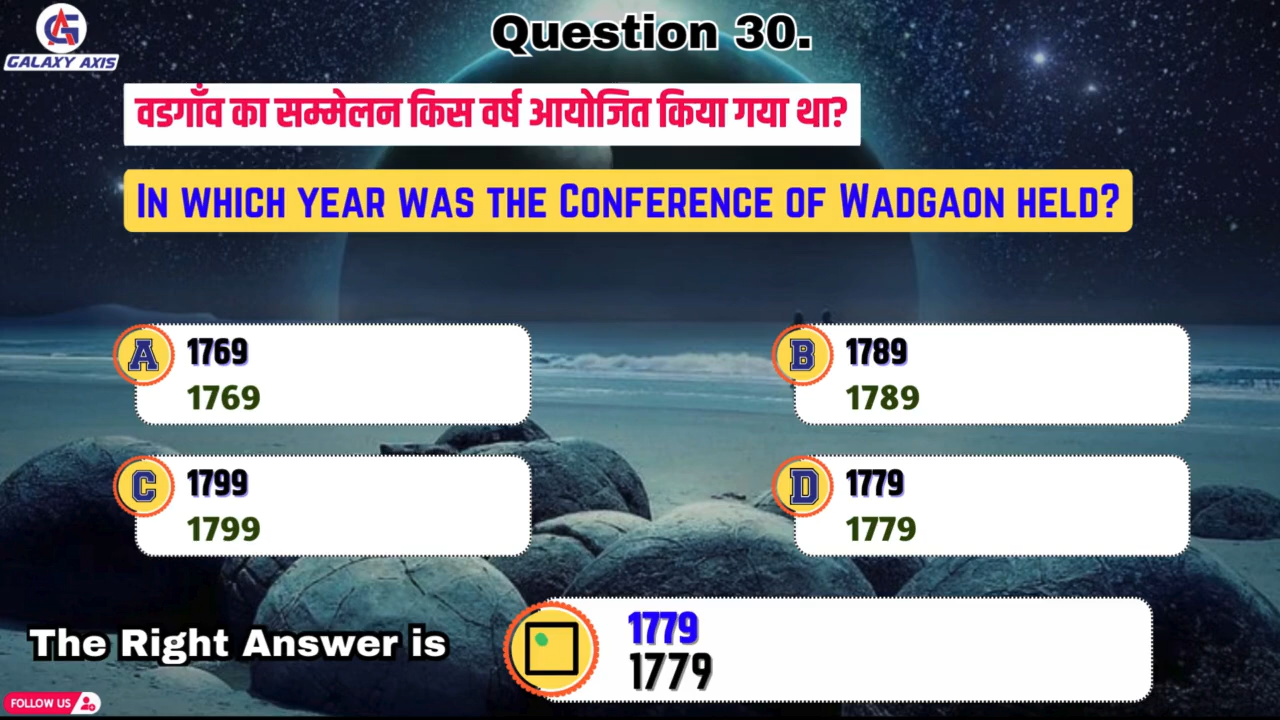 GALAXY AXIS
Question 30.
वडगाँव का सम्मेलन किस वर्ष आयोजित किया गया था?
In which year was the Conference of Wadgaon held?
A 1769
1769
B 1789
1789
C 1799
1799
D 1779
1779
The Right Answer is
1779
1779
FOLLOW US